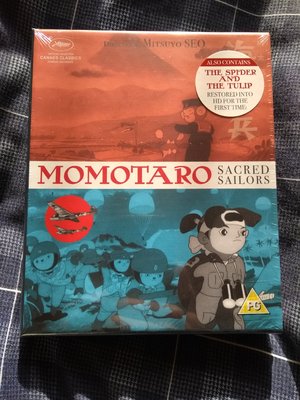 MITSUYO SEO
CANNES CLASSICS
ALSO CONTAINS
THE SPIDER
AND
THE TULIP
RESTORED INTO
HD FOR THE
FIRST TIME!
MOMOTARO
SACRED
SAILORS
PG